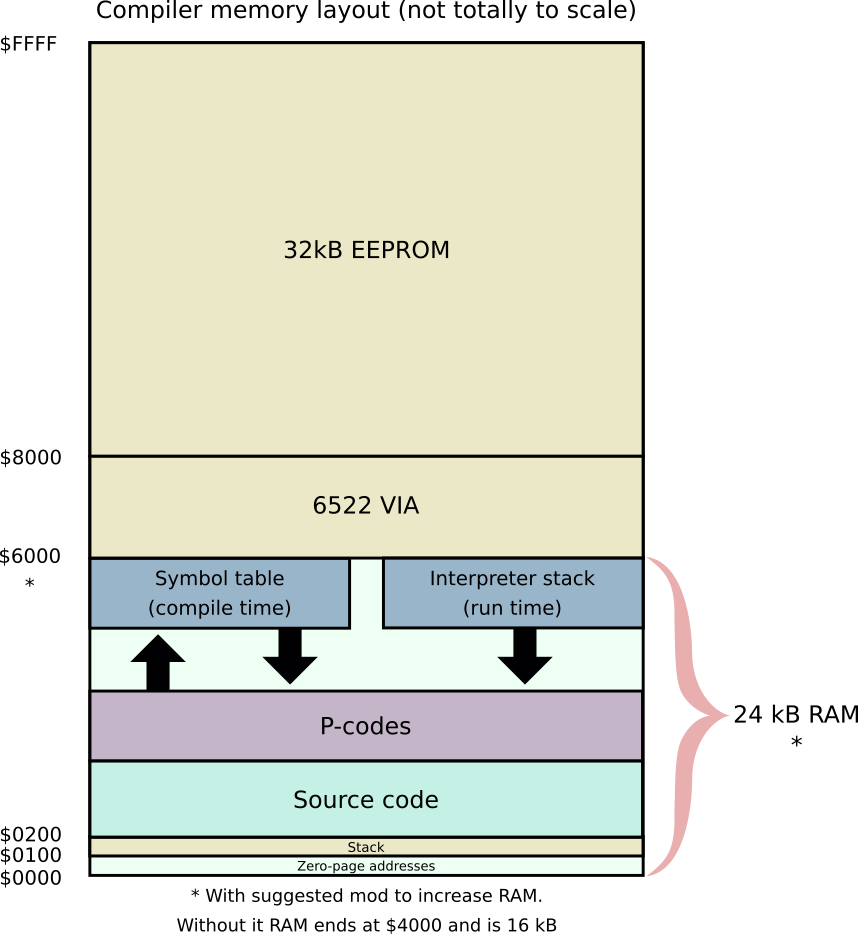 Compiler memory layout (not totally to scale)
$FFFF
32kB EEPROM
$8000
6522 VIA
$6000
*
Symbol table
(compile time)
Interpreter stack
(run time)
24 kB RAM
*
P-codes
Source code
$0200
Stack
$0100
Zero-page addresses
$0000
* With suggested mod to increase RAM.
Without it RAM ends at $4000 and is 16 kB